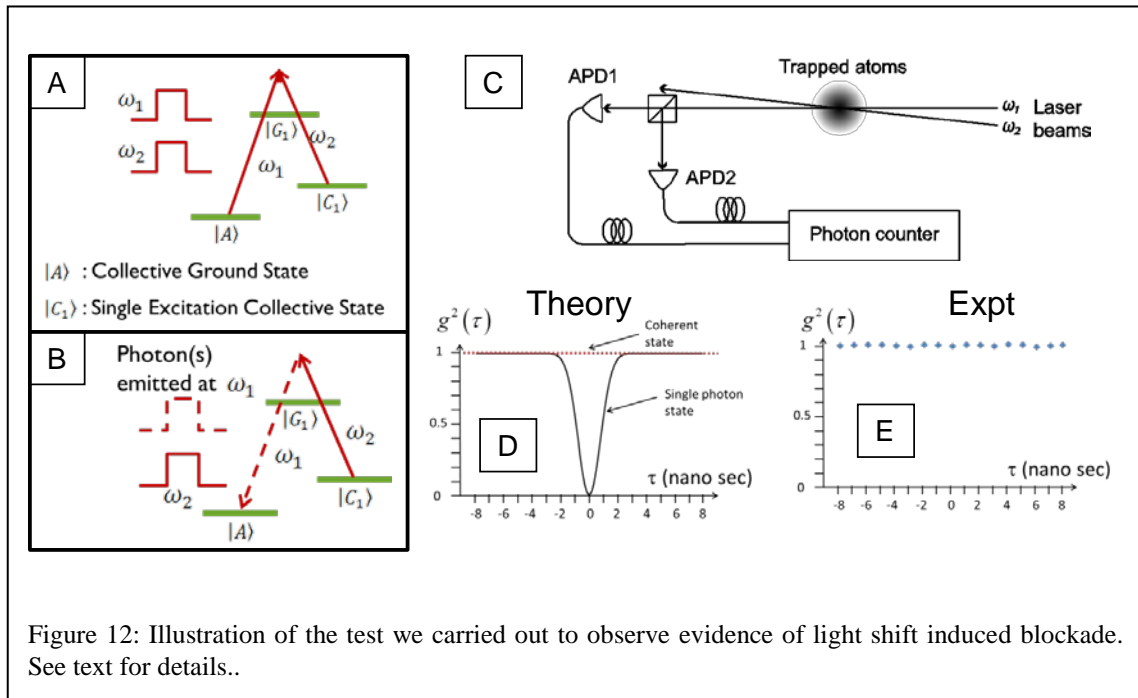 A
ω₁
ω₂
|G₁⟩
ω₂
ω₁
|C₁⟩
|A⟩
|A⟩ : Collective Ground State
|C₁⟩ : Single Excitation Collective State
B
Photon(s)
emitted at ω₁
|G₁⟩
ω₂
ω₁
ω₂
|C₁⟩
|A⟩
C
APD1
Trapped atoms
ω₁ Laser
ω₂ beams
APD2
Photon counter
Theory
g²(τ)
Coherent
state
1
Single photon
state
0.5
D
τ (nano sec)
0
-8 -6 -4 -2 0 2 4 6 8
Expt
g²(τ)
1
0.5
E
τ (nano sec)
0
-8 -6 -4 -2 0 2 4 6 8
Figure 12: Illustration of the test we carried out to observe evidence of light shift induced blockade.
See text for details..